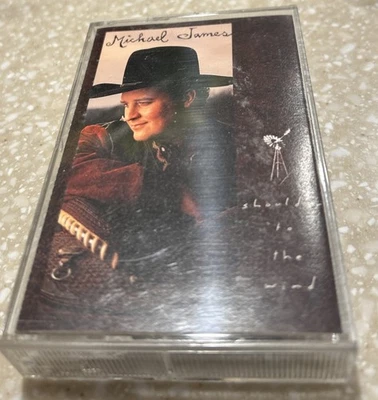 Michael James
shoulder
to
the
wind